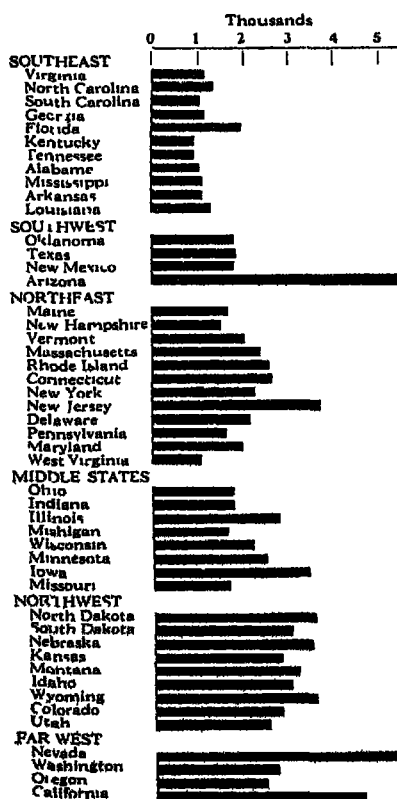 Thousands
0 1 2 3 4 5
SOUTHEAST
Virginia
North Carolina
South Carolina
Georgia
Florida
Kentucky
Tennessee
Alabama
Mississippi
Arkansas
Louisiana
SOUTHWEST
Oklahoma
Texas
New Mexico
Arizona
NORTHEAST
Maine
New Hampshire
Vermont
Massachusetts
Rhode Island
Connecticut
New York
New Jersey
Delaware
Pennsylvania
Maryland
West Virginia
MIDDLE STATES
Ohio
Indiana
Illinois
Michigan
Wisconsin
Minnesota
Iowa
Missouri
NORTHWEST
North Dakota
South Dakota
Nebraska
Kansas
Montana
Idaho
Wyoming
Colorado
Utah
FAR WEST
Nevada
Washington
Oregon
California